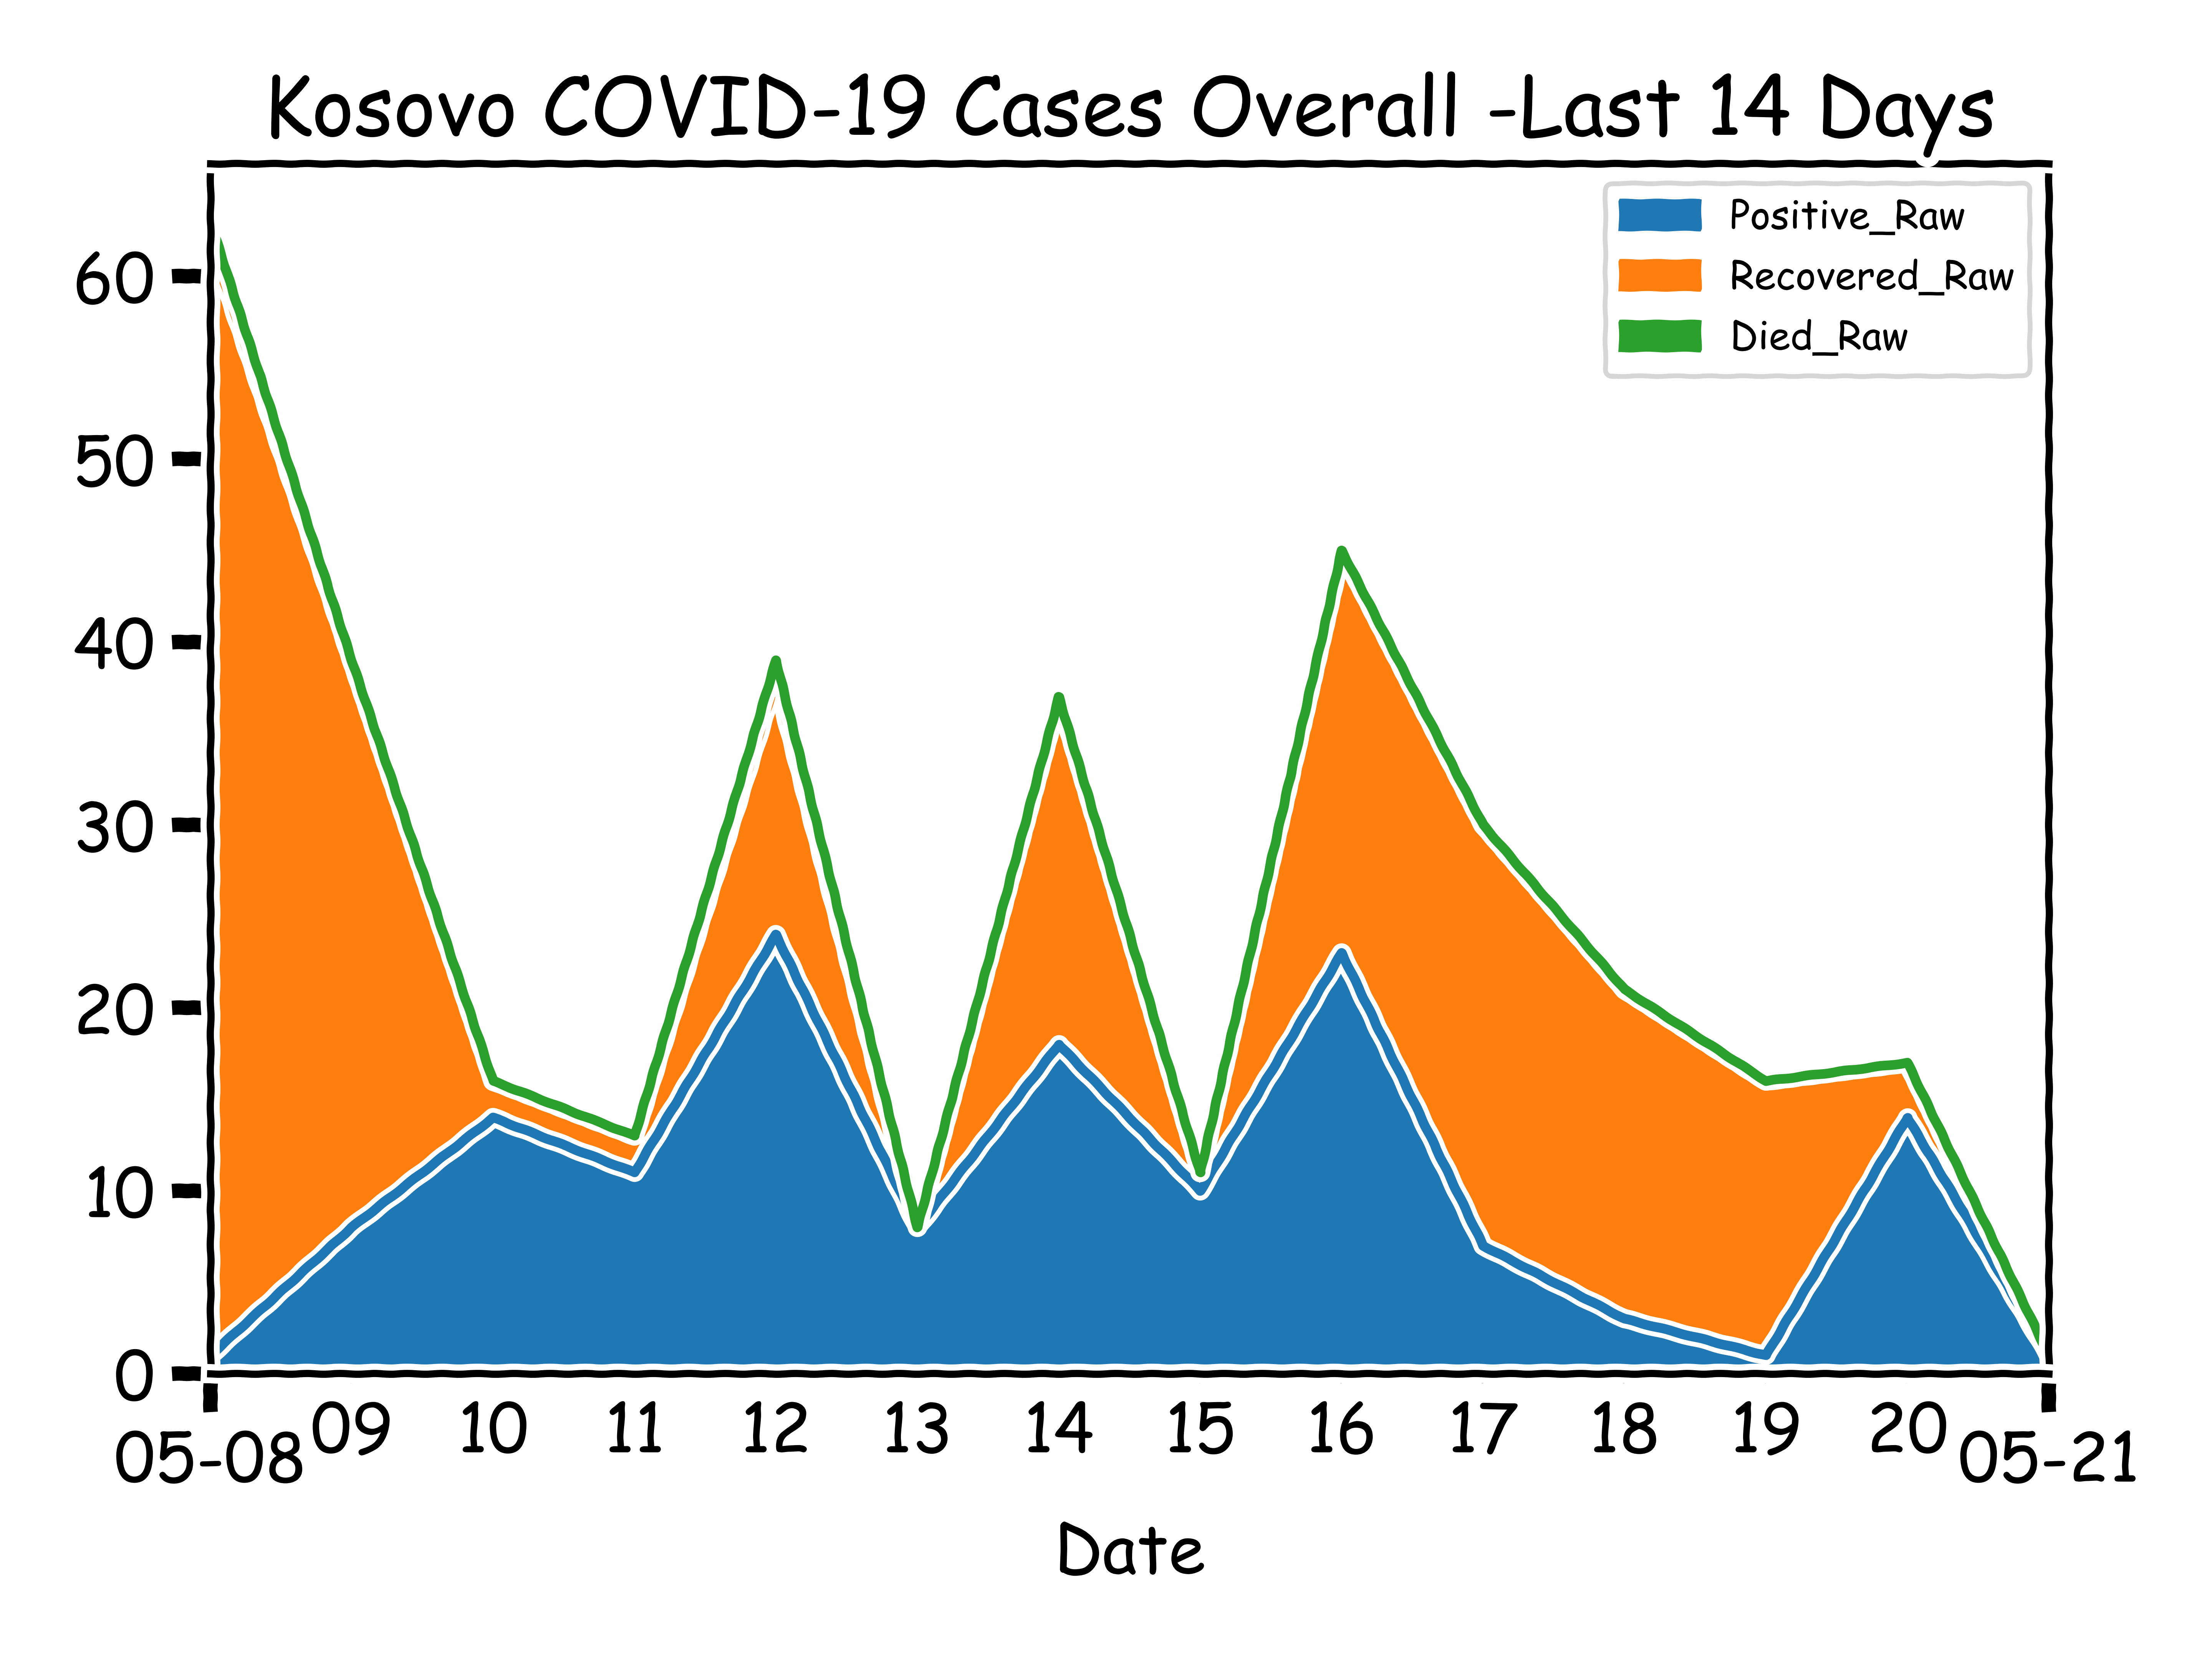 Kosovo COVID-19 Cases Overall -Last 14 Days
Positive_Raw
Recovered_Raw
Died_Raw
60
50
40
30
20
10
0
09 10 11 12 13 14 15 16 17 18 19 20
05-08 05-21
Date